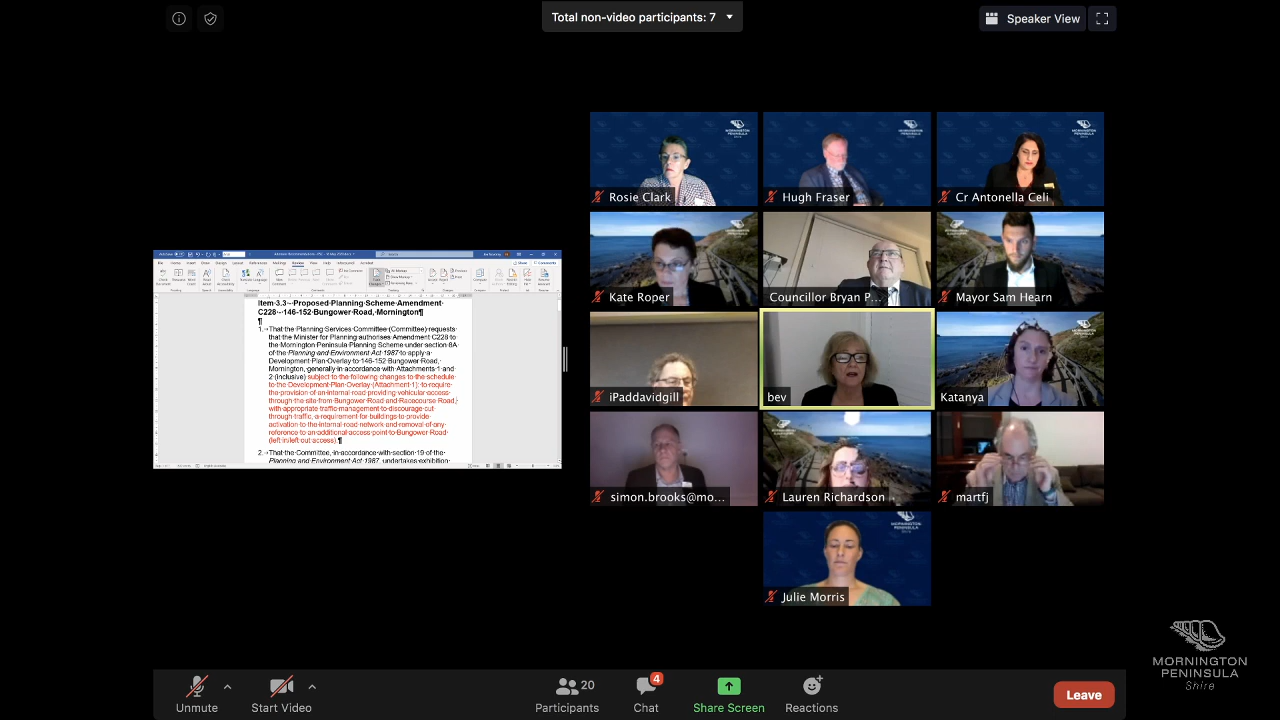 Total non-video participants: 7
Speaker View
Rosie Clark
Hugh Fraser
Cr Antonella Celi
Kate Roper
Councillor Bryan P...
Mayor Sam Hearn
iPaddavidgill
bev
Katanya
simon.brooks@mo...
Lauren Richardson
martfj
Julie Morris
Item 3.3 - Proposed Planning Scheme Amendment
C228 - 146-152 Bungower Road, Mornington¶
¶
1. That the Planning Services Committee (Committee) requests
that the Minister for Planning authorises Amendment C228 to
the Mornington Peninsula Planning Scheme under section 8A
of the Planning and Environment Act 1987 to apply a
Development Plan Overlay to 146-152 Bungower Road,
Mornington, generally in accordance with Attachments 1 and
2 (inclusive) subject to the following changes to the schedule
to the Development Plan Overlay (Attachment 1); to require
the provision of an internal road providing vehicular access
through the site from Bungower Road and Racecourse Road,
with appropriate traffic management to discourage cut
through traffic, a requirement for buildings to provide
activation to the internal road network and removal of any
reference to an additional access point to Bungower Road
(left in/left out access) ¶
2. That the Committee, in accordance with section 19 of the
Planning and Environment Act 1987, undertakes exhibition
MORNINGTON
PENINSULA
Shire
Unmute
Start Video
20
Participants
4
Chat
Share Screen
Reactions
Leave